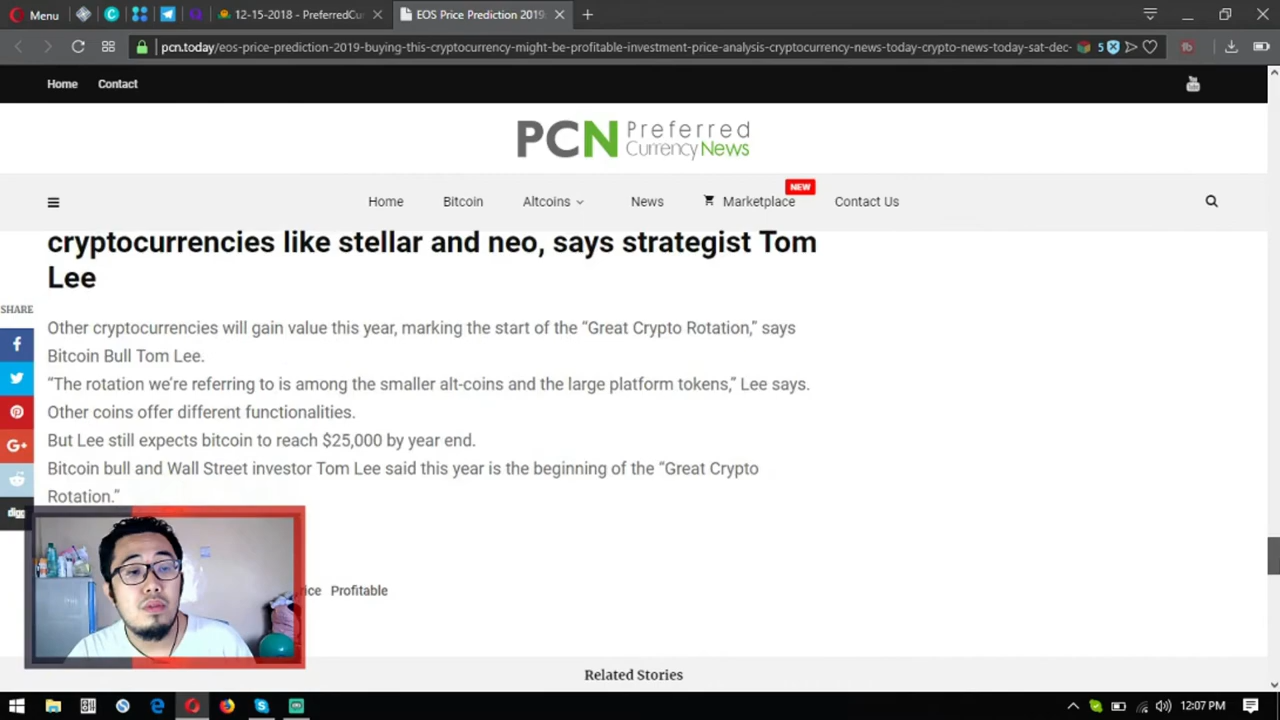 Menu
12-15-2018 - PreferredCu
EOS Price Prediction 2019
pcn.today/eos-price-prediction-2019-buying-this-cryptocurrency-might-be-profitable-investment-price-analysis-cryptocurrency-news-today-crypto-news-today-sat-dec-
5
Home Contact
PCN Preferred
CurrencyNews
NEW
Home Bitcoin Altcoins News Marketplace Contact Us
cryptocurrencies like stellar and neo, says strategist Tom
Lee
SHARE
Other cryptocurrencies will gain value this year, marking the start of the “Great Crypto Rotation,” says
Bitcoin Bull Tom Lee.
“The rotation we’re referring to is among the smaller alt-coins and the large platform tokens,” Lee says.
Other coins offer different functionalities.
But Lee still expects bitcoin to reach $25,000 by year end.
Bitcoin bull and Wall Street investor Tom Lee said this year is the beginning of the “Great Crypto
Rotation.”
rice Profitable
Related Stories
12:07 PM